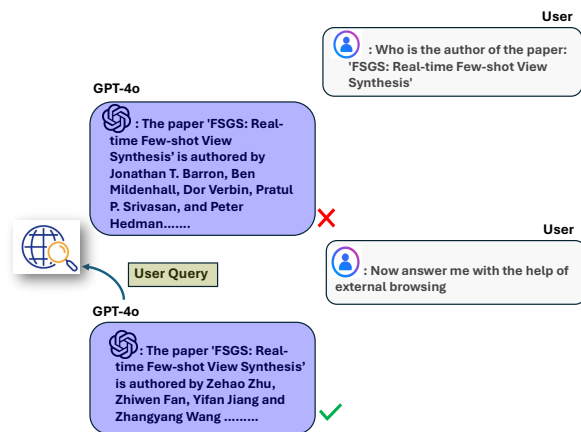 User
: Who is the author of the paper:
'FSGS: Real-time Few-shot View
Synthesis'
GPT-4o
: The paper 'FSGS: Real-
time Few-shot View
Synthesis' is authored by
Jonathan T. Barron, Ben
Mildenhall, Dor Verbin, Pratul
P. Srivasan, and Peter
Hedman.......
User
: Now answer me with the help of
external browsing
User Query
GPT-4o
: The paper 'FSGS: Real-
time Few-shot View Synthesis'
is authored by Zehao Zhu,
Zhiwen Fan, Yifan Jiang and
Zhangyang Wang .........